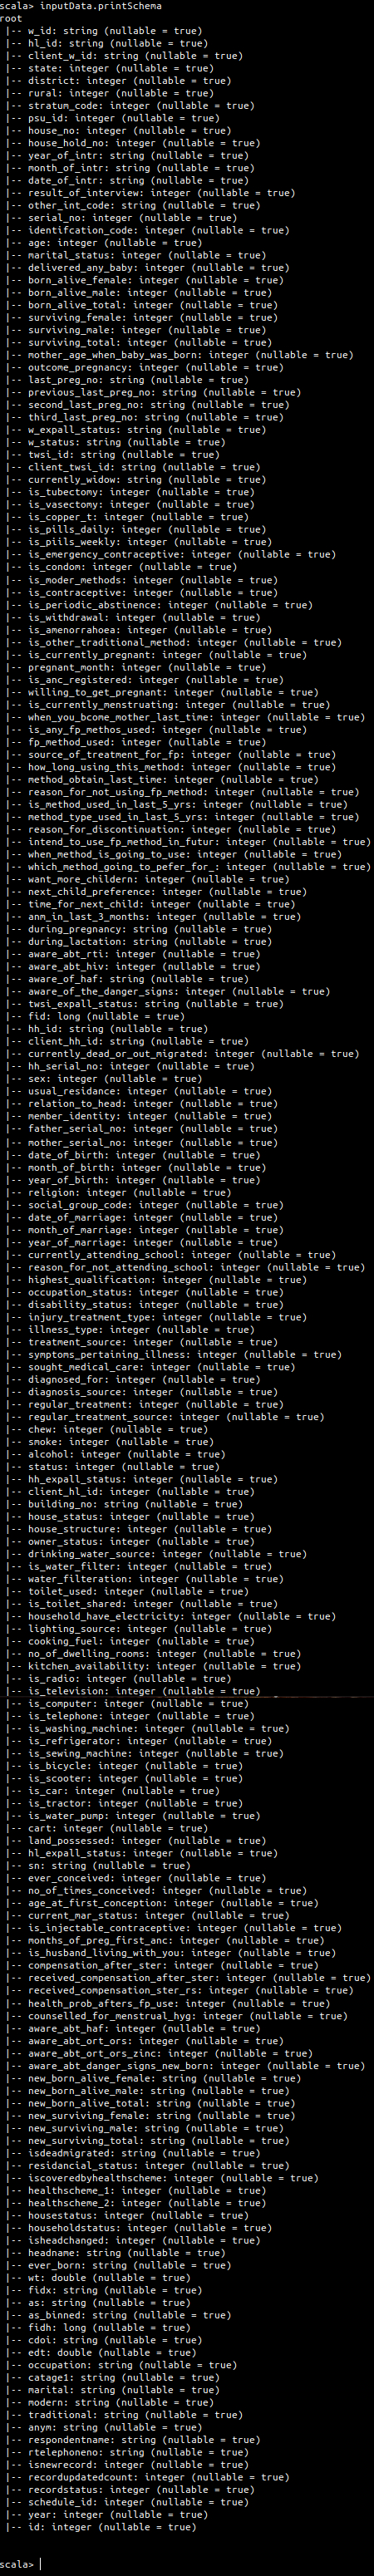 scala> inputData.printSchema
root
 |-- w_id: string (nullable = true)
 |-- hl_id: string (nullable = true)
 |-- client_w_id: string (nullable = true)
 |-- state: integer (nullable = true)
 |-- district: integer (nullable = true)
 |-- rural: integer (nullable = true)
 |-- stratum_code: integer (nullable = true)
 |-- psu_id: integer (nullable = true)
 |-- house_no: integer (nullable = true)
 |-- house_hold_no: integer (nullable = true)
 |-- year_of_intr: string (nullable = true)
 |-- month_of_intr: string (nullable = true)
 |-- date_of_intr: string (nullable = true)
 |-- result_of_interview: integer (nullable = true)
 |-- other_int_code: string (nullable = true)
 |-- serial_no: integer (nullable = true)
 |-- identifcation_code: integer (nullable = true)
 |-- age: integer (nullable = true)
 |-- marital_status: integer (nullable = true)
 |-- delivered_any_baby: integer (nullable = true)
 |-- born_alive_female: integer (nullable = true)
 |-- born_alive_male: integer (nullable = true)
 |-- born_alive_total: integer (nullable = true)
 |-- surviving_female: integer (nullable = true)
 |-- surviving_male: integer (nullable = true)
 |-- surviving_total: integer (nullable = true)
 |-- mother_age_when_baby_was_born: integer (nullable = true)
 |-- outcome_pregnancy: integer (nullable = true)
 |-- last_preg_no: string (nullable = true)
 |-- previous_last_preg_no: string (nullable = true)
 |-- second_last_preg_no: string (nullable = true)
 |-- third_last_preg_no: string (nullable = true)
 |-- w_expall_status: string (nullable = true)
 |-- w_status: string (nullable = true)
 |-- twsi_id: string (nullable = true)
 |-- client_twsi_id: string (nullable = true)
 |-- currently_widow: string (nullable = true)
 |-- is_tubectomy: integer (nullable = true)
 |-- is_vasectomy: integer (nullable = true)
 |-- is_copper_t: integer (nullable = true)
 |-- is_pills_daily: integer (nullable = true)
 |-- is_piils_weekly: integer (nullable = true)
 |-- is_emergency_contraceptive: integer (nullable = true)
 |-- is_condom: integer (nullable = true)
 |-- is_moder_methods: integer (nullable = true)
 |-- is_contraceptive: integer (nullable = true)
 |-- is_periodic_abstinence: integer (nullable = true)
 |-- is_withdrawal: integer (nullable = true)
 |-- is_amenorrahoea: integer (nullable = true)
 |-- is_other_traditional_method: integer (nullable = true)
 |-- is_currently_pregnant: integer (nullable = true)
 |-- pregnant_month: integer (nullable = true)
 |-- is_anc_registered: integer (nullable = true)
 |-- willing_to_get_pregnant: integer (nullable = true)
 |-- is_currently_menstruating: integer (nullable = true)
 |-- when_you_bcome_mother_last_time: integer (nullable = true)
 |-- is_any_fp_methos_used: integer (nullable = true)
 |-- fp_method_used: integer (nullable = true)
 |-- source_of_treatment_for_fp: integer (nullable = true)
 |-- how_long_using_this_method: integer (nullable = true)
 |-- method_obtain_last_time: integer (nullable = true)
 |-- reason_for_not_using_fp_method: integer (nullable = true)
 |-- is_method_used_in_last_5_yrs: integer (nullable = true)
 |-- method_type_used_in_last_5_yrs: integer (nullable = true)
 |-- reason_for_discontinuation: integer (nullable = true)
 |-- intend_to_use_fp_method_in_futur: integer (nullable = true)
 |-- when_method_is_going_to_use: integer (nullable = true)
 |-- which_method_going_to_pefer_for_: integer (nullable = true)
 |-- want_more_childern: integer (nullable = true)
 |-- next_child_preference: integer (nullable = true)
 |-- time_for_next_child: integer (nullable = true)
 |-- anm_in_last_3_months: integer (nullable = true)
 |-- during_pregnancy: string (nullable = true)
 |-- during_lactation: string (nullable = true)
 |-- aware_abt_rti: integer (nullable = true)
 |-- aware_abt_hiv: integer (nullable = true)
 |-- aware_of_haf: string (nullable = true)
 |-- aware_of_the_danger_signs: integer (nullable = true)
 |-- twsi_expall_status: string (nullable = true)
 |-- fid: long (nullable = true)
 |-- hh_id: string (nullable = true)
 |-- client_hh_id: string (nullable = true)
 |-- currently_dead_or_out_migrated: integer (nullable = true)
 |-- hh_serial_no: integer (nullable = true)
 |-- sex: integer (nullable = true)
 |-- usual_residance: integer (nullable = true)
 |-- relation_to_head: integer (nullable = true)
 |-- member_identity: integer (nullable = true)
 |-- father_serial_no: integer (nullable = true)
 |-- mother_serial_no: integer (nullable = true)
 |-- date_of_birth: integer (nullable = true)
 |-- month_of_birth: integer (nullable = true)
 |-- year_of_birth: integer (nullable = true)
 |-- religion: integer (nullable = true)
 |-- social_group_code: integer (nullable = true)
 |-- date_of_marriage: integer (nullable = true)
 |-- month_of_marriage: integer (nullable = true)
 |-- year_of_marriage: integer (nullable = true)
 |-- currently_attending_school: integer (nullable = true)
 |-- reason_for_not_attending_school: integer (nullable = true)
 |-- highest_qualification: integer (nullable = true)
 |-- occupation_status: integer (nullable = true)
 |-- disability_status: integer (nullable = true)
 |-- injury_treatment_type: integer (nullable = true)
 |-- illness_type: integer (nullable = true)
 |-- treatment_source: integer (nullable = true)
 |-- symptoms_pertaining_illness: integer (nullable = true)
 |-- sought_medical_care: integer (nullable = true)
 |-- diagnosed_for: integer (nullable = true)
 |-- diagnosis_source: integer (nullable = true)
 |-- regular_treatment: integer (nullable = true)
 |-- regular_treatment_source: integer (nullable = true)
 |-- chew: integer (nullable = true)
 |-- smoke: integer (nullable = true)
 |-- alcohol: integer (nullable = true)
 |-- status: integer (nullable = true)
 |-- hh_expall_status: integer (nullable = true)
 |-- client_hl_id: integer (nullable = true)
 |-- building_no: string (nullable = true)
 |-- house_status: integer (nullable = true)
 |-- house_structure: integer (nullable = true)
 |-- owner_status: integer (nullable = true)
 |-- drinking_water_source: integer (nullable = true)
 |-- is_water_filter: integer (nullable = true)
 |-- water_filteration: integer (nullable = true)
 |-- toilet_used: integer (nullable = true)
 |-- is_toilet_shared: integer (nullable = true)
 |-- household_have_electricity: integer (nullable = true)
 |-- lighting_source: integer (nullable = true)
 |-- cooking_fuel: integer (nullable = true)
 |-- no_of_dwelling_rooms: integer (nullable = true)
 |-- kitchen_availability: integer (nullable = true)
 |-- is_radio: integer (nullable = true)
 |-- is_television: integer (nullable = true)
 |-- is_computer: integer (nullable = true)
 |-- is_telephone: integer (nullable = true)
 |-- is_washing_machine: integer (nullable = true)
 |-- is_refrigerator: integer (nullable = true)
 |-- is_sewing_machine: integer (nullable = true)
 |-- is_bicycle: integer (nullable = true)
 |-- is_scooter: integer (nullable = true)
 |-- is_car: integer (nullable = true)
 |-- is_tractor: integer (nullable = true)
 |-- is_water_pump: integer (nullable = true)
 |-- cart: integer (nullable = true)
 |-- land_possessed: integer (nullable = true)
 |-- hl_expall_status: integer (nullable = true)
 |-- sn: string (nullable = true)
 |-- ever_conceived: integer (nullable = true)
 |-- no_of_times_conceived: integer (nullable = true)
 |-- age_at_first_conception: integer (nullable = true)
 |-- current_mar_status: integer (nullable = true)
 |-- is_injectable_contraceptive: integer (nullable = true)
 |-- months_of_preg_first_anc: integer (nullable = true)
 |-- is_husband_living_with_you: integer (nullable = true)
 |-- compensation_after_ster: integer (nullable = true)
 |-- received_compensation_after_ster: integer (nullable = true)
 |-- received_compensation_ster_rs: integer (nullable = true)
 |-- health_prob_afters_fp_use: integer (nullable = true)
 |-- counselled_for_menstrual_hyg: integer (nullable = true)
 |-- aware_abt_haf: integer (nullable = true)
 |-- aware_abt_ort_ors: integer (nullable = true)
 |-- aware_abt_ort_ors_zinc: integer (nullable = true)
 |-- aware_abt_danger_signs_new_born: integer (nullable = true)
 |-- new_born_alive_female: string (nullable = true)
 |-- new_born_alive_male: string (nullable = true)
 |-- new_born_alive_total: string (nullable = true)
 |-- new_surviving_female: string (nullable = true)
 |-- new_surviving_male: string (nullable = true)
 |-- new_surviving_total: string (nullable = true)
 |-- isdeadmigrated: string (nullable = true)
 |-- residancial_status: integer (nullable = true)
 |-- iscoveredbyhealthscheme: integer (nullable = true)
 |-- healthscheme_1: integer (nullable = true)
 |-- healthscheme_2: integer (nullable = true)
 |-- housestatus: integer (nullable = true)
 |-- householdstatus: integer (nullable = true)
 |-- isheadchanged: integer (nullable = true)
 |-- headname: string (nullable = true)
 |-- ever_born: string (nullable = true)
 |-- wt: double (nullable = true)
 |-- fidx: string (nullable = true)
 |-- as: string (nullable = true)
 |-- as_binned: string (nullable = true)
 |-- fidh: long (nullable = true)
 |-- cdoi: string (nullable = true)
 |-- edt: double (nullable = true)
 |-- occupation: string (nullable = true)
 |-- catage1: string (nullable = true)
 |-- marital: string (nullable = true)
 |-- modern: string (nullable = true)
 |-- traditional: string (nullable = true)
 |-- anym: string (nullable = true)
 |-- respondentname: string (nullable = true)
 |-- rtelephoneno: string (nullable = true)
 |-- isnewrecord: integer (nullable = true)
 |-- recordupdatedcount: integer (nullable = true)
 |-- recordstatus: integer (nullable = true)
 |-- schedule_id: integer (nullable = true)
 |-- year: integer (nullable = true)
 |-- id: integer (nullable = true)
scala>